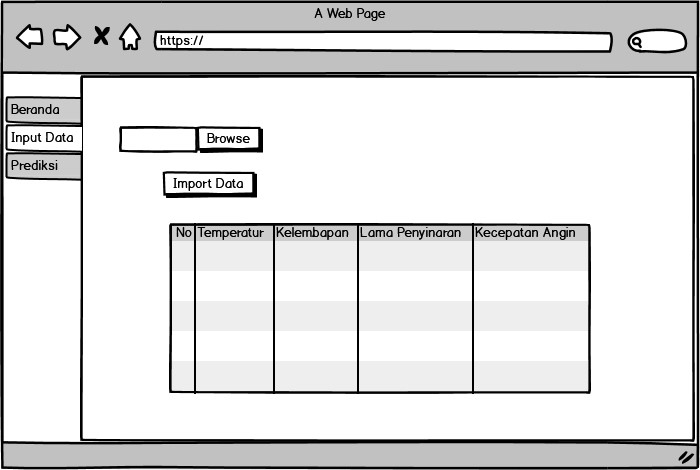 A Web Page
https://
Beranda
Input Data
Prediksi
Browse
Import Data
No Temperatur Kelembapan Lama Penyinaran Kecepatan Angin